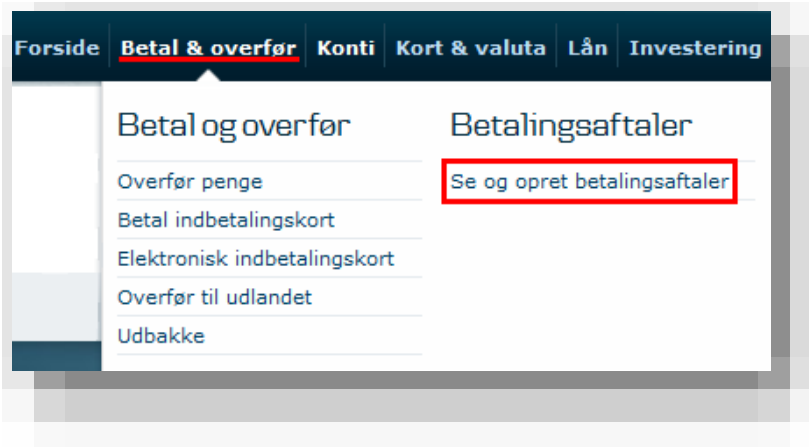 Forside Betal & overfør Konti Kort & valuta Lån Investering
Betal og overfør
Overfør penge
Betal indbetalingskort
Elektronisk indbetalingskort
Overfør til udlandet
Udbakke
Betalingsaftaler
Se og opret betalingsaftaler